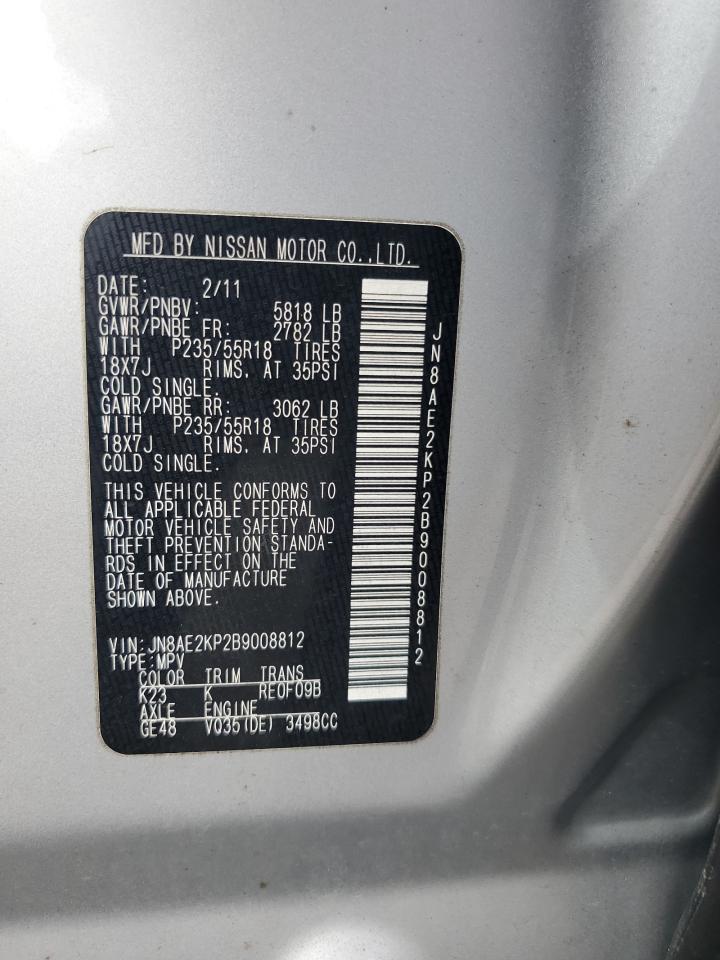 MFD BY NISSAN MOTOR CO.,LTD.
DATE: 2/11
GVWR/PNBV: 5818 LB
GAWR/PNBE FR: 2782 LB
WITH P235/55R18 TIRES
18X7J RIMS. AT 35PSI
COLD SINGLE.
GAWR/PNBE RR: 3062 LB
WITH P235/55R18 TIRES
18X7J RIMS. AT 35PSI
COLD SINGLE.
THIS VEHICLE CONFORMS TO
ALL APPLICABLE FEDERAL
MOTOR VEHICLE SAFETY AND
THEFT PREVENTION STANDA-
RDS IN EFFECT ON THE
DATE OF MANUFACTURE
SHOWN ABOVE.
VIN:JN8AE2KP2B9008812
TYPE:MPV
COLOR TRIM TRANS
K23 K RE0F09B
AXLE ENGINE
GE48 VQ35(DE) 3498CC
JN8AE2KP2B9008812